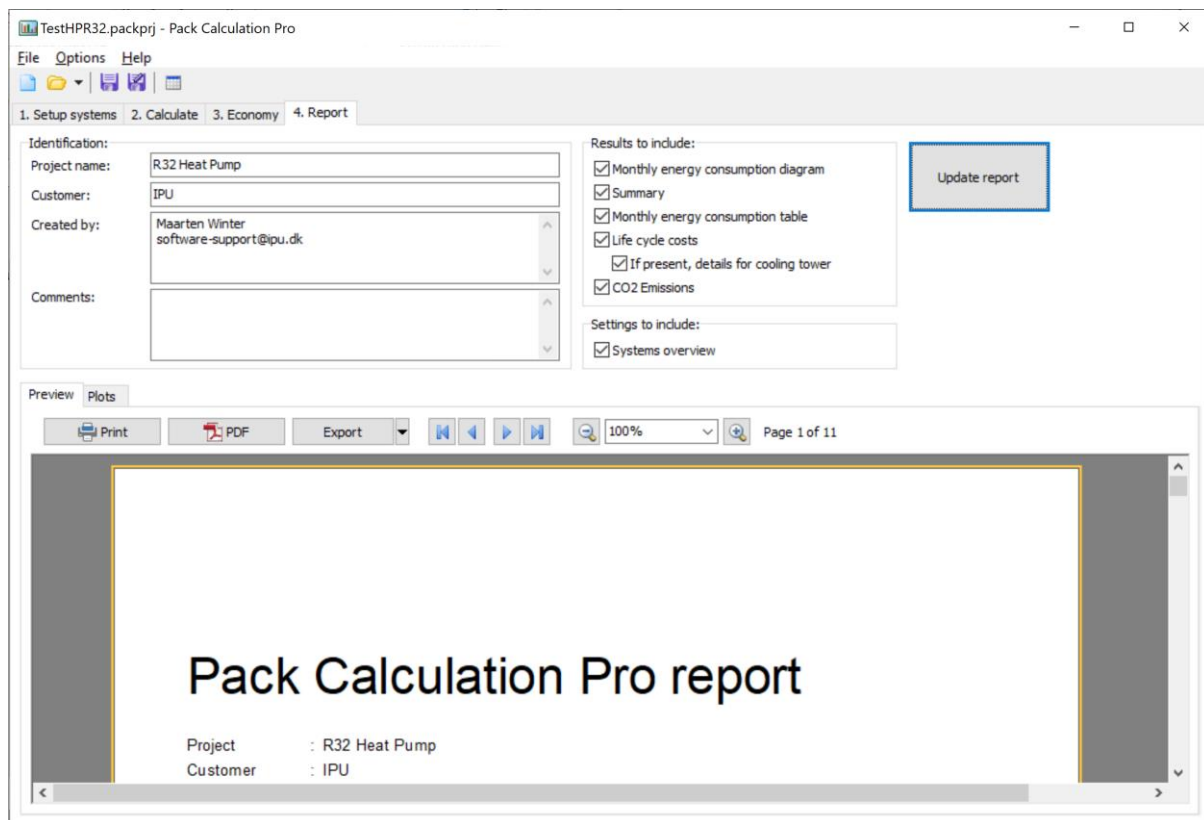 TestHPR32.packprj - Pack Calculation Pro
File Options Help
1. Setup systems 2. Calculate 3. Economy 4. Report
Identification:
Project name: R32 Heat Pump
Customer: IPU
Created by: Maarten Winter
software-support@ipu.dk
Comments:
Results to include:
Monthly energy consumption diagram
Summary
Monthly energy consumption table
Life cycle costs
If present, details for cooling tower
CO2 Emissions
Settings to include:
Systems overview
Update report
Preview Plots
Print PDF Export 100% Page 1 of 11
Pack Calculation Pro report
Project : R32 Heat Pump
Customer : IPU